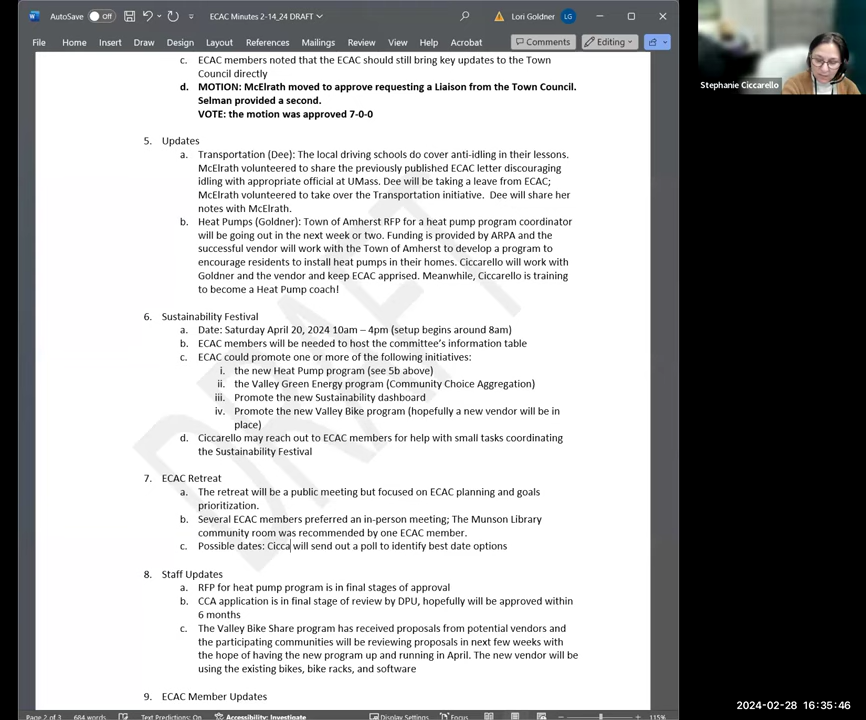 AutoSave Off ECAC Minutes 2-14_24 DRAFT Lori Goldner LG
File Home Insert Draw Design Layout References Mailings Review View Help Acrobat Comments Editing
Stephanie Ciccarello
c. ECAC members noted that the ECAC should still bring key updates to the Town
Council directly
d. MOTION: McElrath moved to approve requesting a Liaison from the Town Council.
Selman provided a second.
VOTE: the motion was approved 7-0-0
5. Updates
a. Transportation (Dee): The local driving schools do cover anti-idling in their lessons.
McElrath volunteered to share the previously published ECAC letter discouraging
idling with appropriate official at UMass. Dee will be taking a leave from ECAC;
McElrath volunteered to take over the Transportation initiative. Dee will share her
notes with McElrath.
b. Heat Pumps (Goldner): Town of Amherst RFP for a heat pump program coordinator
will be going out in the next week or two. Funding is provided by ARPA and the
successful vendor will work with the Town of Amherst to develop a program to
encourage residents to install heat pumps in their homes. Ciccarello will work with
Goldner and the vendor and keep ECAC apprised. Meanwhile, Ciccarello is training
to become a Heat Pump coach!
6. Sustainability Festival
a. Date: Saturday April 20, 2024 10am – 4pm (setup begins around 8am)
b. ECAC members will be needed to host the committee's information table
c. ECAC could promote one or more of the following initiatives:
i. the new Heat Pump program (see 5b above)
ii. the Valley Green Energy program (Community Choice Aggregation)
iii. Promote the new Sustainability dashboard
iv. Promote the new Valley Bike program (hopefully a new vendor will be in
place)
d. Ciccarello may reach out to ECAC members for help with small tasks coordinating
the Sustainability Festival
7. ECAC Retreat
a. The retreat will be a public meeting but focused on ECAC planning and goals
prioritization.
b. Several ECAC members preferred an in-person meeting; The Munson Library
community room was recommended by one ECAC member.
c. Possible dates: Cicca will send out a poll to identify best date options
8. Staff Updates
a. RFP for heat pump program is in final stages of approval
b. CCA application is in final stage of review by DPU, hopefully will be approved within
6 months
c. The Valley Bike Share program has received proposals from potential vendors and
the participating communities will be reviewing proposals in next few weeks with
the hope of having the new program up and running in April. The new vendor will be
using the existing bikes, bike racks, and software
9. ECAC Member Updates
DRAFT
2024-02-28 16:35:46
Page 2 of 3 684 words Text Predictions: On Accessibility: Investigate Display Settings Focus 115%